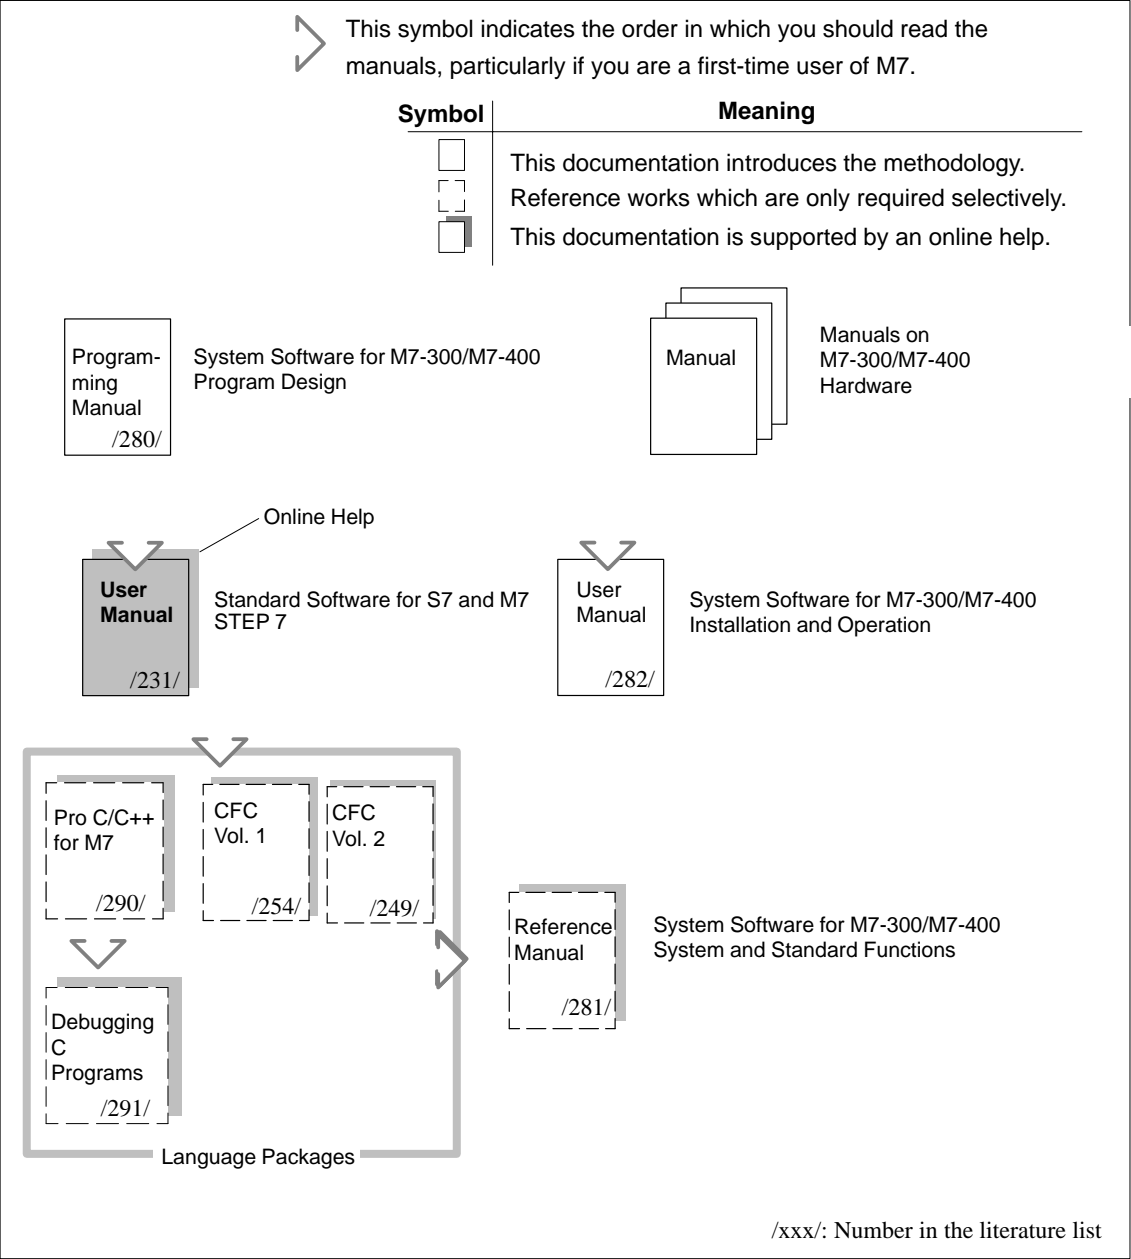 This symbol indicates the order in which you should read the
manuals, particularly if you are a first-time user of M7.
Symbol
Meaning
This documentation introduces the methodology.
Reference works which are only required selectively.
This documentation is supported by an online help.
Program-
ming
Manual
/280/
System Software for M7-300/M7-400
Program Design
Manual
Manuals on
M7-300/M7-400
Hardware
Online Help
User
Manual
/231/
Standard Software for S7 and M7
STEP 7
User
Manual
/282/
System Software for M7-300/M7-400
Installation and Operation
Pro C/C++
for M7
/290/
CFC
Vol. 1
/254/
CFC
Vol. 2
/249/
Reference
Manual
/281/
System Software for M7-300/M7-400
System and Standard Functions
Debugging
C
Programs
/291/
Language Packages
/xxx/: Number in the literature list